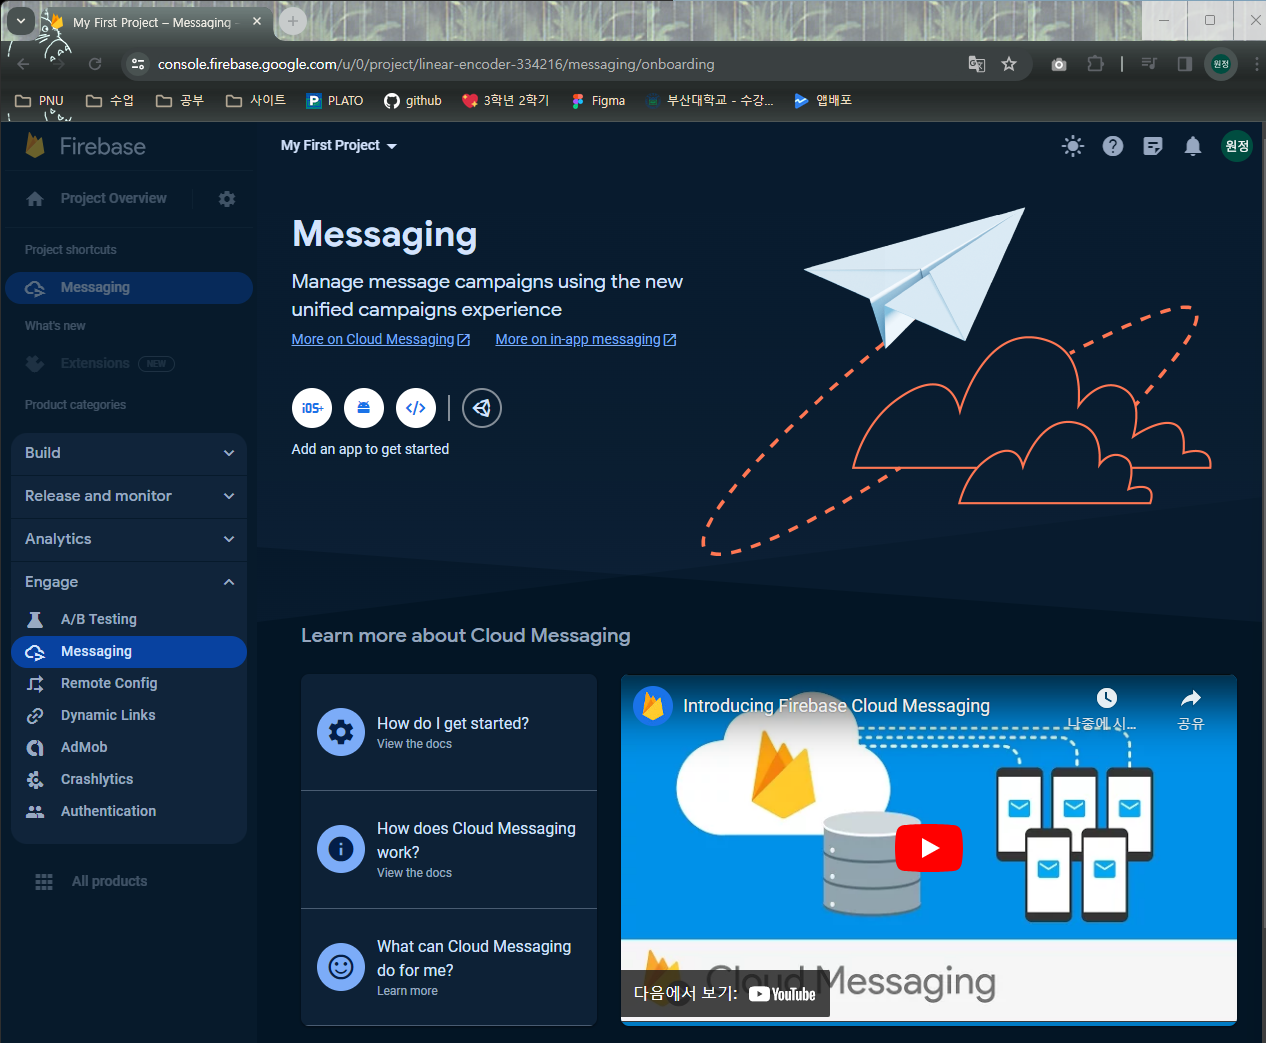 My First Project – Messaging -
console.firebase.google.com/u/0/project/linear-encoder-334216/messaging/onboarding
원정
PNU
수업
공부
사이트
PLATO
github
3학년 2학기
Figma
부산대학교 - 수강...
앱배포
Firebase
My First Project
원정
Project Overview
Project shortcuts
Messaging
What's new
Extensions NEW
Product categories
Build
Release and monitor
Analytics
Engage
A/B Testing
Messaging
Remote Config
Dynamic Links
AdMob
Crashlytics
Authentication
All products
Messaging
Manage message campaigns using the new
unified campaigns experience
More on Cloud Messaging
More on in-app messaging
iOS+
Add an app to get started
Learn more about Cloud Messaging
How do I get started?
View the docs
How does Cloud Messaging
work?
View the docs
What can Cloud Messaging
do for me?
Learn more
Introducing Firebase Cloud Messaging
나중에 시...
공유
Cloud Messaging
다음에서 보기: YouTube